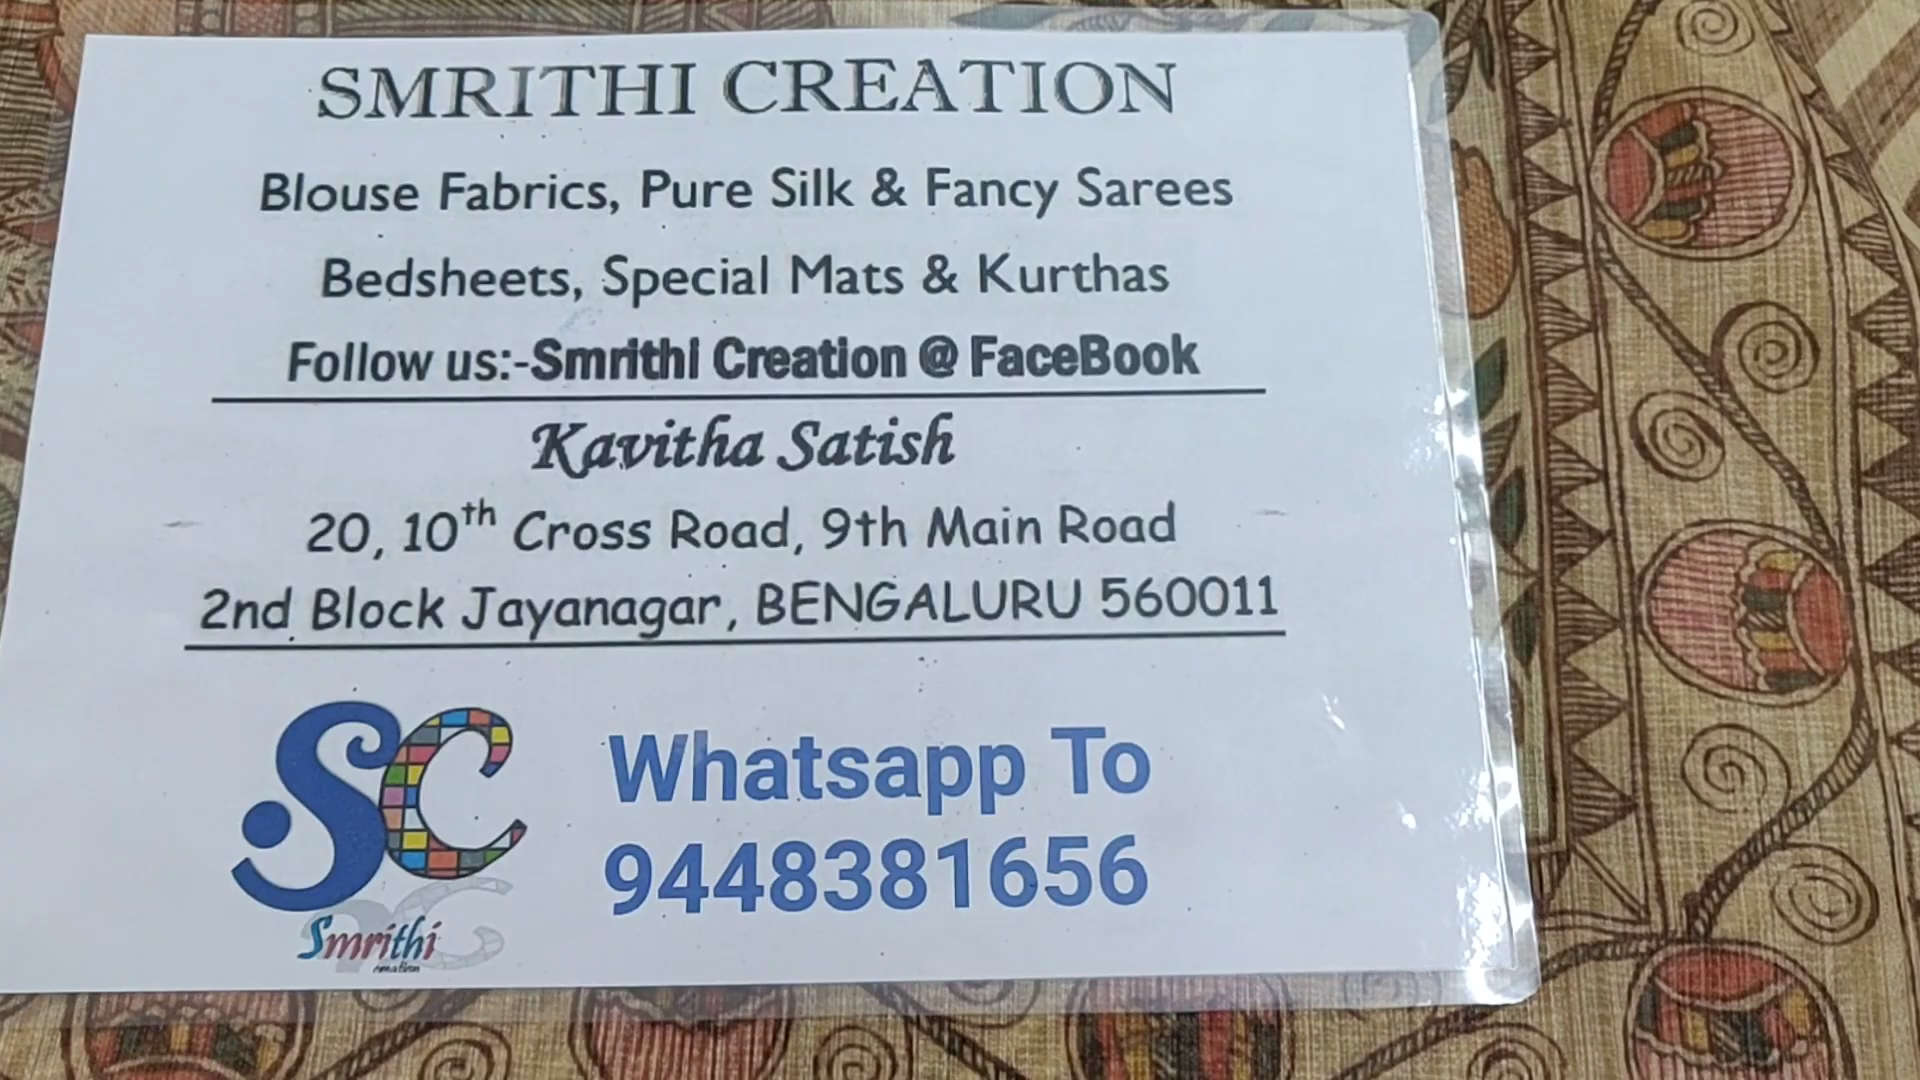 SMRITHI CREATION
Blouse Fabrics, Pure Silk & Fancy Sarees
Bedsheets, Special Mats & Kurthas
Follow us:-Smrithi Creation @ FaceBook
Kavitha Satish
20, 10th Cross Road, 9th Main Road
2nd Block Jayanagar, BENGALURU 560011
SC
Smrithi
creation
Whatsapp To
9448381656